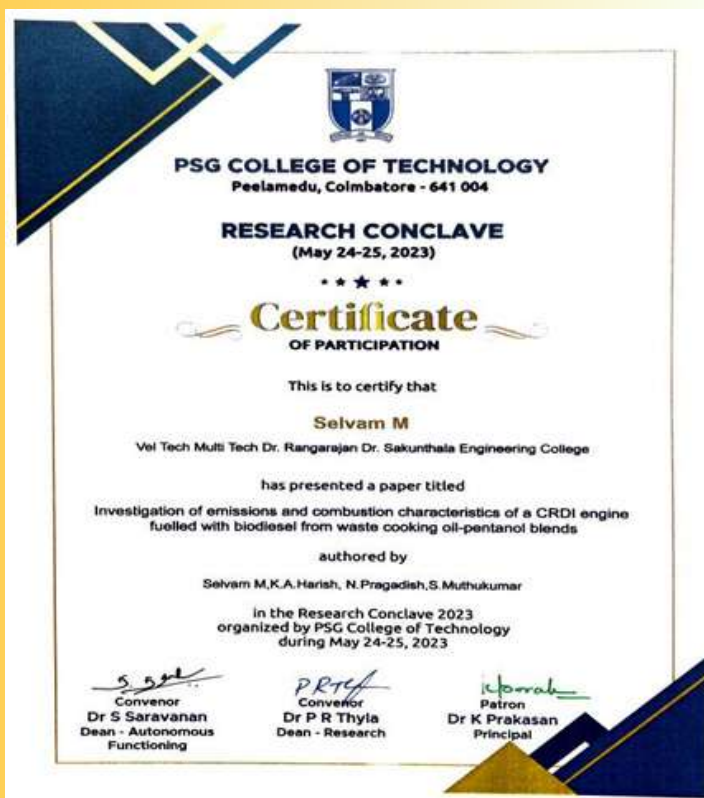 PSG COLLEGE OF TECHNOLOGY
Peelamedu, Coimbatore - 641 004
RESEARCH CONCLAVE
(May 24-25, 2023)
Certificate
OF PARTICIPATION
This is to certify that
Selvam M
Vel Tech Multi Tech Dr. Rangarajan Dr. Sakunthala Engineering College
has presented a paper titled
Investigation of emissions and combustion characteristics of a CRDI engine
fuelled with biodiesel from waste cooking oil-pentanol blends
authored by
Selvam M,K.A.Harish, N.Pragadish,S.Muthukumar
in the Research Conclave 2023
organized by PSG College of Technology
during May 24-25, 2023
Convenor
Dr S Saravanan
Dean - Autonomous
Functioning
Convenor
Dr P R Thyla
Dean - Research
Patron
Dr K Prakasan
Principal